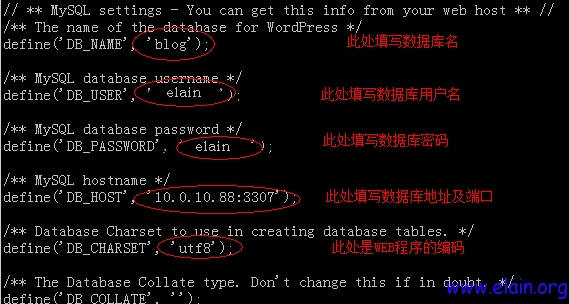 // ** MySQL settings - You can get this info from your web host ** //
/** The name of the database for WordPress */
define('DB_NAME', 'blog'); 此处填写数据库名
/** MySQL database username */
define('DB_USER', ' elain '); 此处填写数据库用户名
/** MySQL database password */
define('DB_PASSWORD', ' elain '); 此处填写数据库密码
/** MySQL hostname */
define('DB_HOST', '10.0.10.88:3307'); 此处填写数据库地址及端口
/** Database Charset to use in creating database tables. */
define('DB_CHARSET', 'utf8'); 此处是WEB程序的编码
/** The Database Collate type. Don't change this if in doubt. */
define('DB_COLLATE', '');
www.elain.org